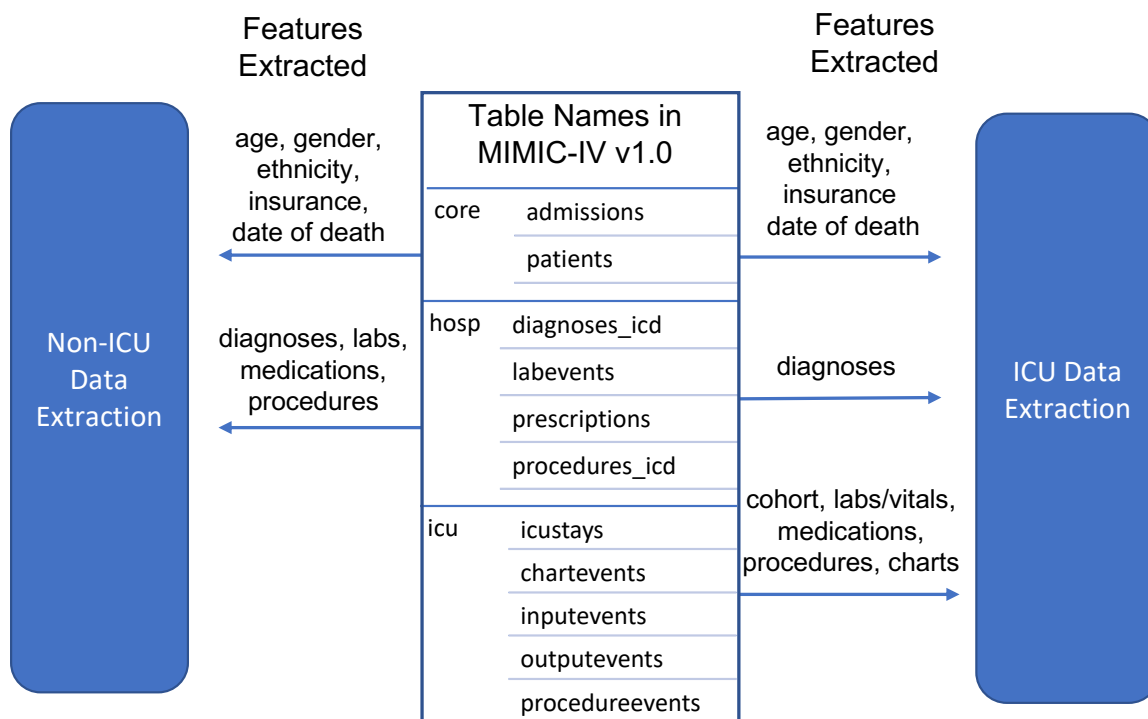 Features
Extracted
Features
Extracted
Non-ICU
Data
Extraction
age, gender,
ethnicity,
insurance,
date of death
diagnoses, labs,
medications,
procedures
Table Names in
MIMIC-IV v1.0
core
admissions
patients
hosp
diagnoses_icd
labevents
prescriptions
procedures_icd
icu
icustays
chartevents
inputevents
outputevents
procedureevents
age, gender,
ethnicity,
insurance
date of death
diagnoses
cohort, labs/vitals,
medications,
procedures, charts
ICU Data
Extraction